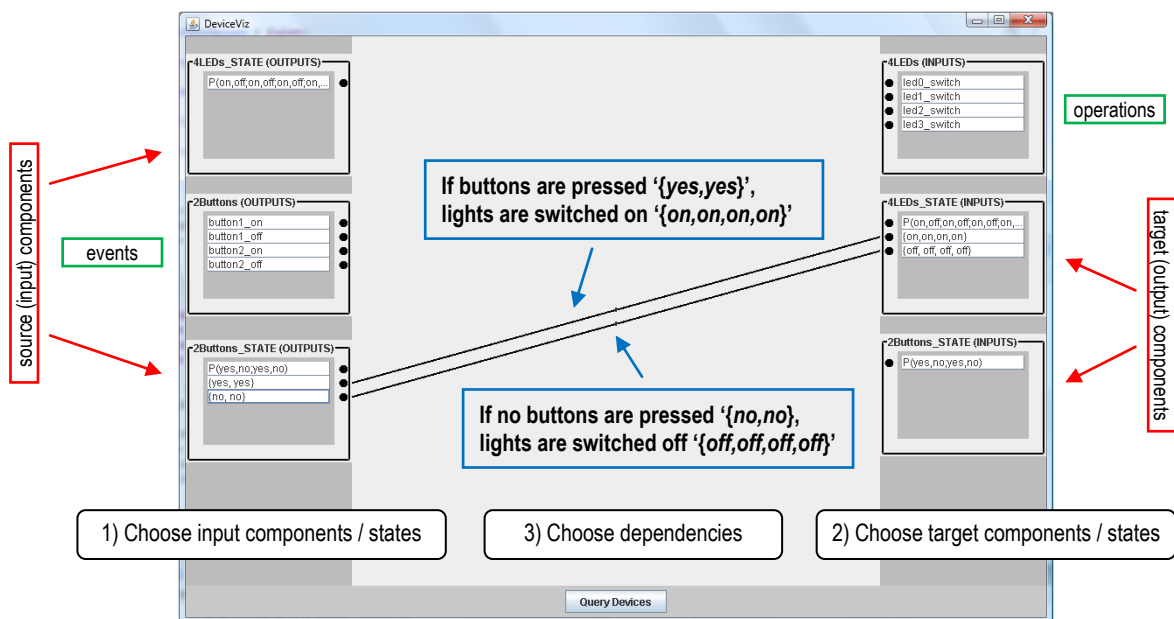 DeviceViz
4LEDs_STATE (OUTPUTS)
P(on,off;on,off;on,off;on,...
2Buttons (OUTPUTS)
button1_on
button1_off
button2_on
button2_off
2Buttons_STATE (OUTPUTS)
P(yes,no;yes,no)
{yes, yes}
{no, no}
4LEDs (INPUTS)
led0_switch
led1_switch
led2_switch
led3_switch
4LEDs_STATE (INPUTS)
P(on,off;on,off;on,off;on,...
{on,on,on,on}
{off, off, off, off}
2Buttons_STATE (INPUTS)
P(yes,no;yes,no)
source (input) components
events
operations
target (output) components
If buttons are pressed ‘{yes,yes}’,
lights are switched on ‘{on,on,on,on}’
If no buttons are pressed ‘{no,no},
lights are switched off ‘{off,off,off,off}’
1) Choose input components / states
3) Choose dependencies
2) Choose target components / states
Query Devices